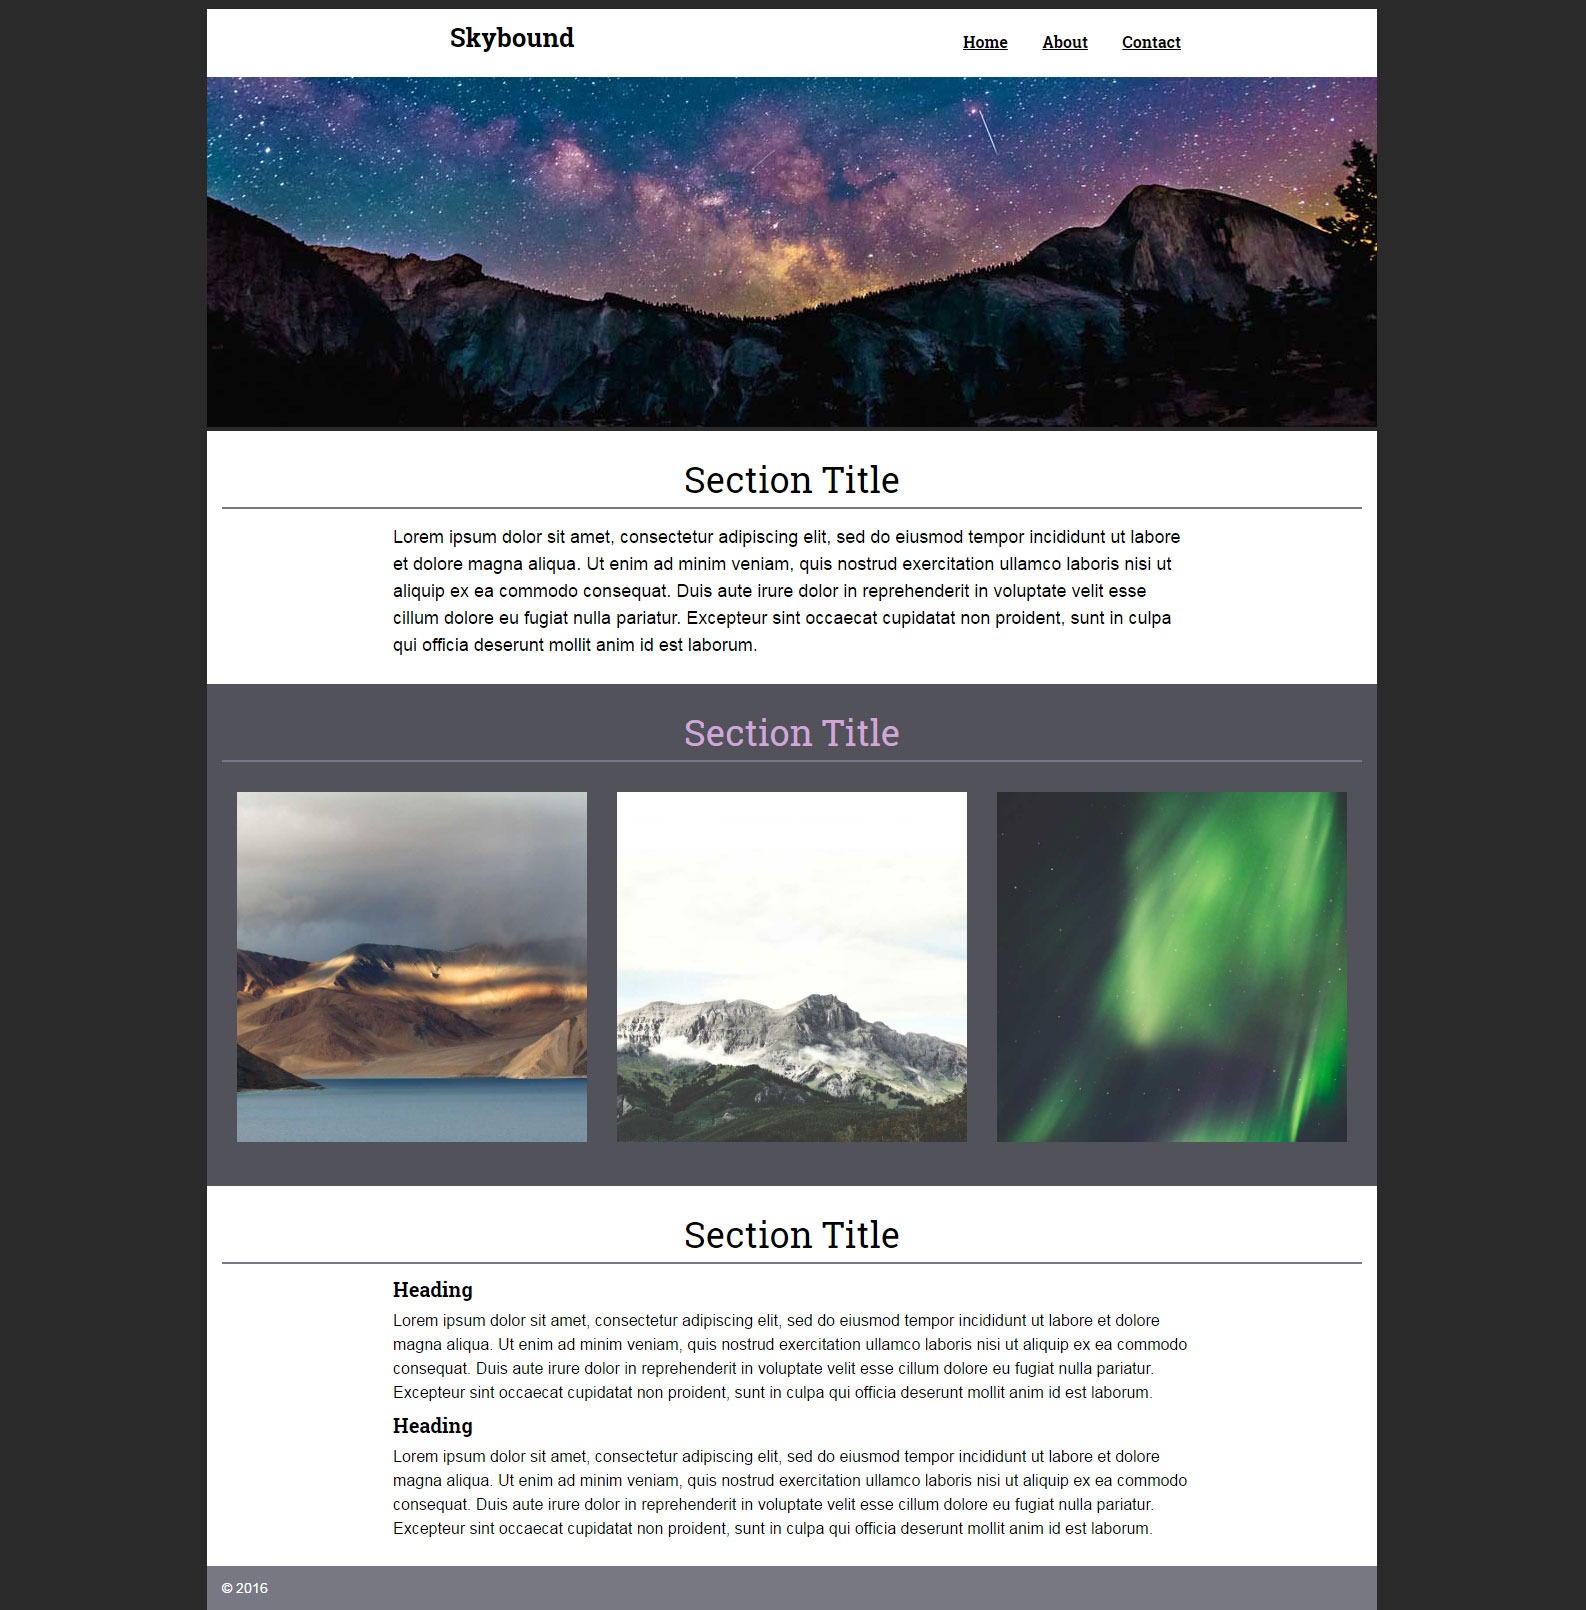 Skybound
Home About Contact
Section Title
Lorem ipsum dolor sit amet, consectetur adipiscing elit, sed do eiusmod tempor incididunt ut labore
et dolore magna aliqua. Ut enim ad minim veniam, quis nostrud exercitation ullamco laboris nisi ut
aliquip ex ea commodo consequat. Duis aute irure dolor in reprehenderit in voluptate velit esse
cillum dolore eu fugiat nulla pariatur. Excepteur sint occaecat cupidatat non proident, sunt in culpa
qui officia deserunt mollit anim id est laborum.
Section Title
Section Title
Heading
Lorem ipsum dolor sit amet, consectetur adipiscing elit, sed do eiusmod tempor incididunt ut labore et dolore
magna aliqua. Ut enim ad minim veniam, quis nostrud exercitation ullamco laboris nisi ut aliquip ex ea commodo
consequat. Duis aute irure dolor in reprehenderit in voluptate velit esse cillum dolore eu fugiat nulla pariatur.
Excepteur sint occaecat cupidatat non proident, sunt in culpa qui officia deserunt mollit anim id est laborum.
Heading
Lorem ipsum dolor sit amet, consectetur adipiscing elit, sed do eiusmod tempor incididunt ut labore et dolore
magna aliqua. Ut enim ad minim veniam, quis nostrud exercitation ullamco laboris nisi ut aliquip ex ea commodo
consequat. Duis aute irure dolor in reprehenderit in voluptate velit esse cillum dolore eu fugiat nulla pariatur.
Excepteur sint occaecat cupidatat non proident, sunt in culpa qui officia deserunt mollit anim id est laborum.
© 2016